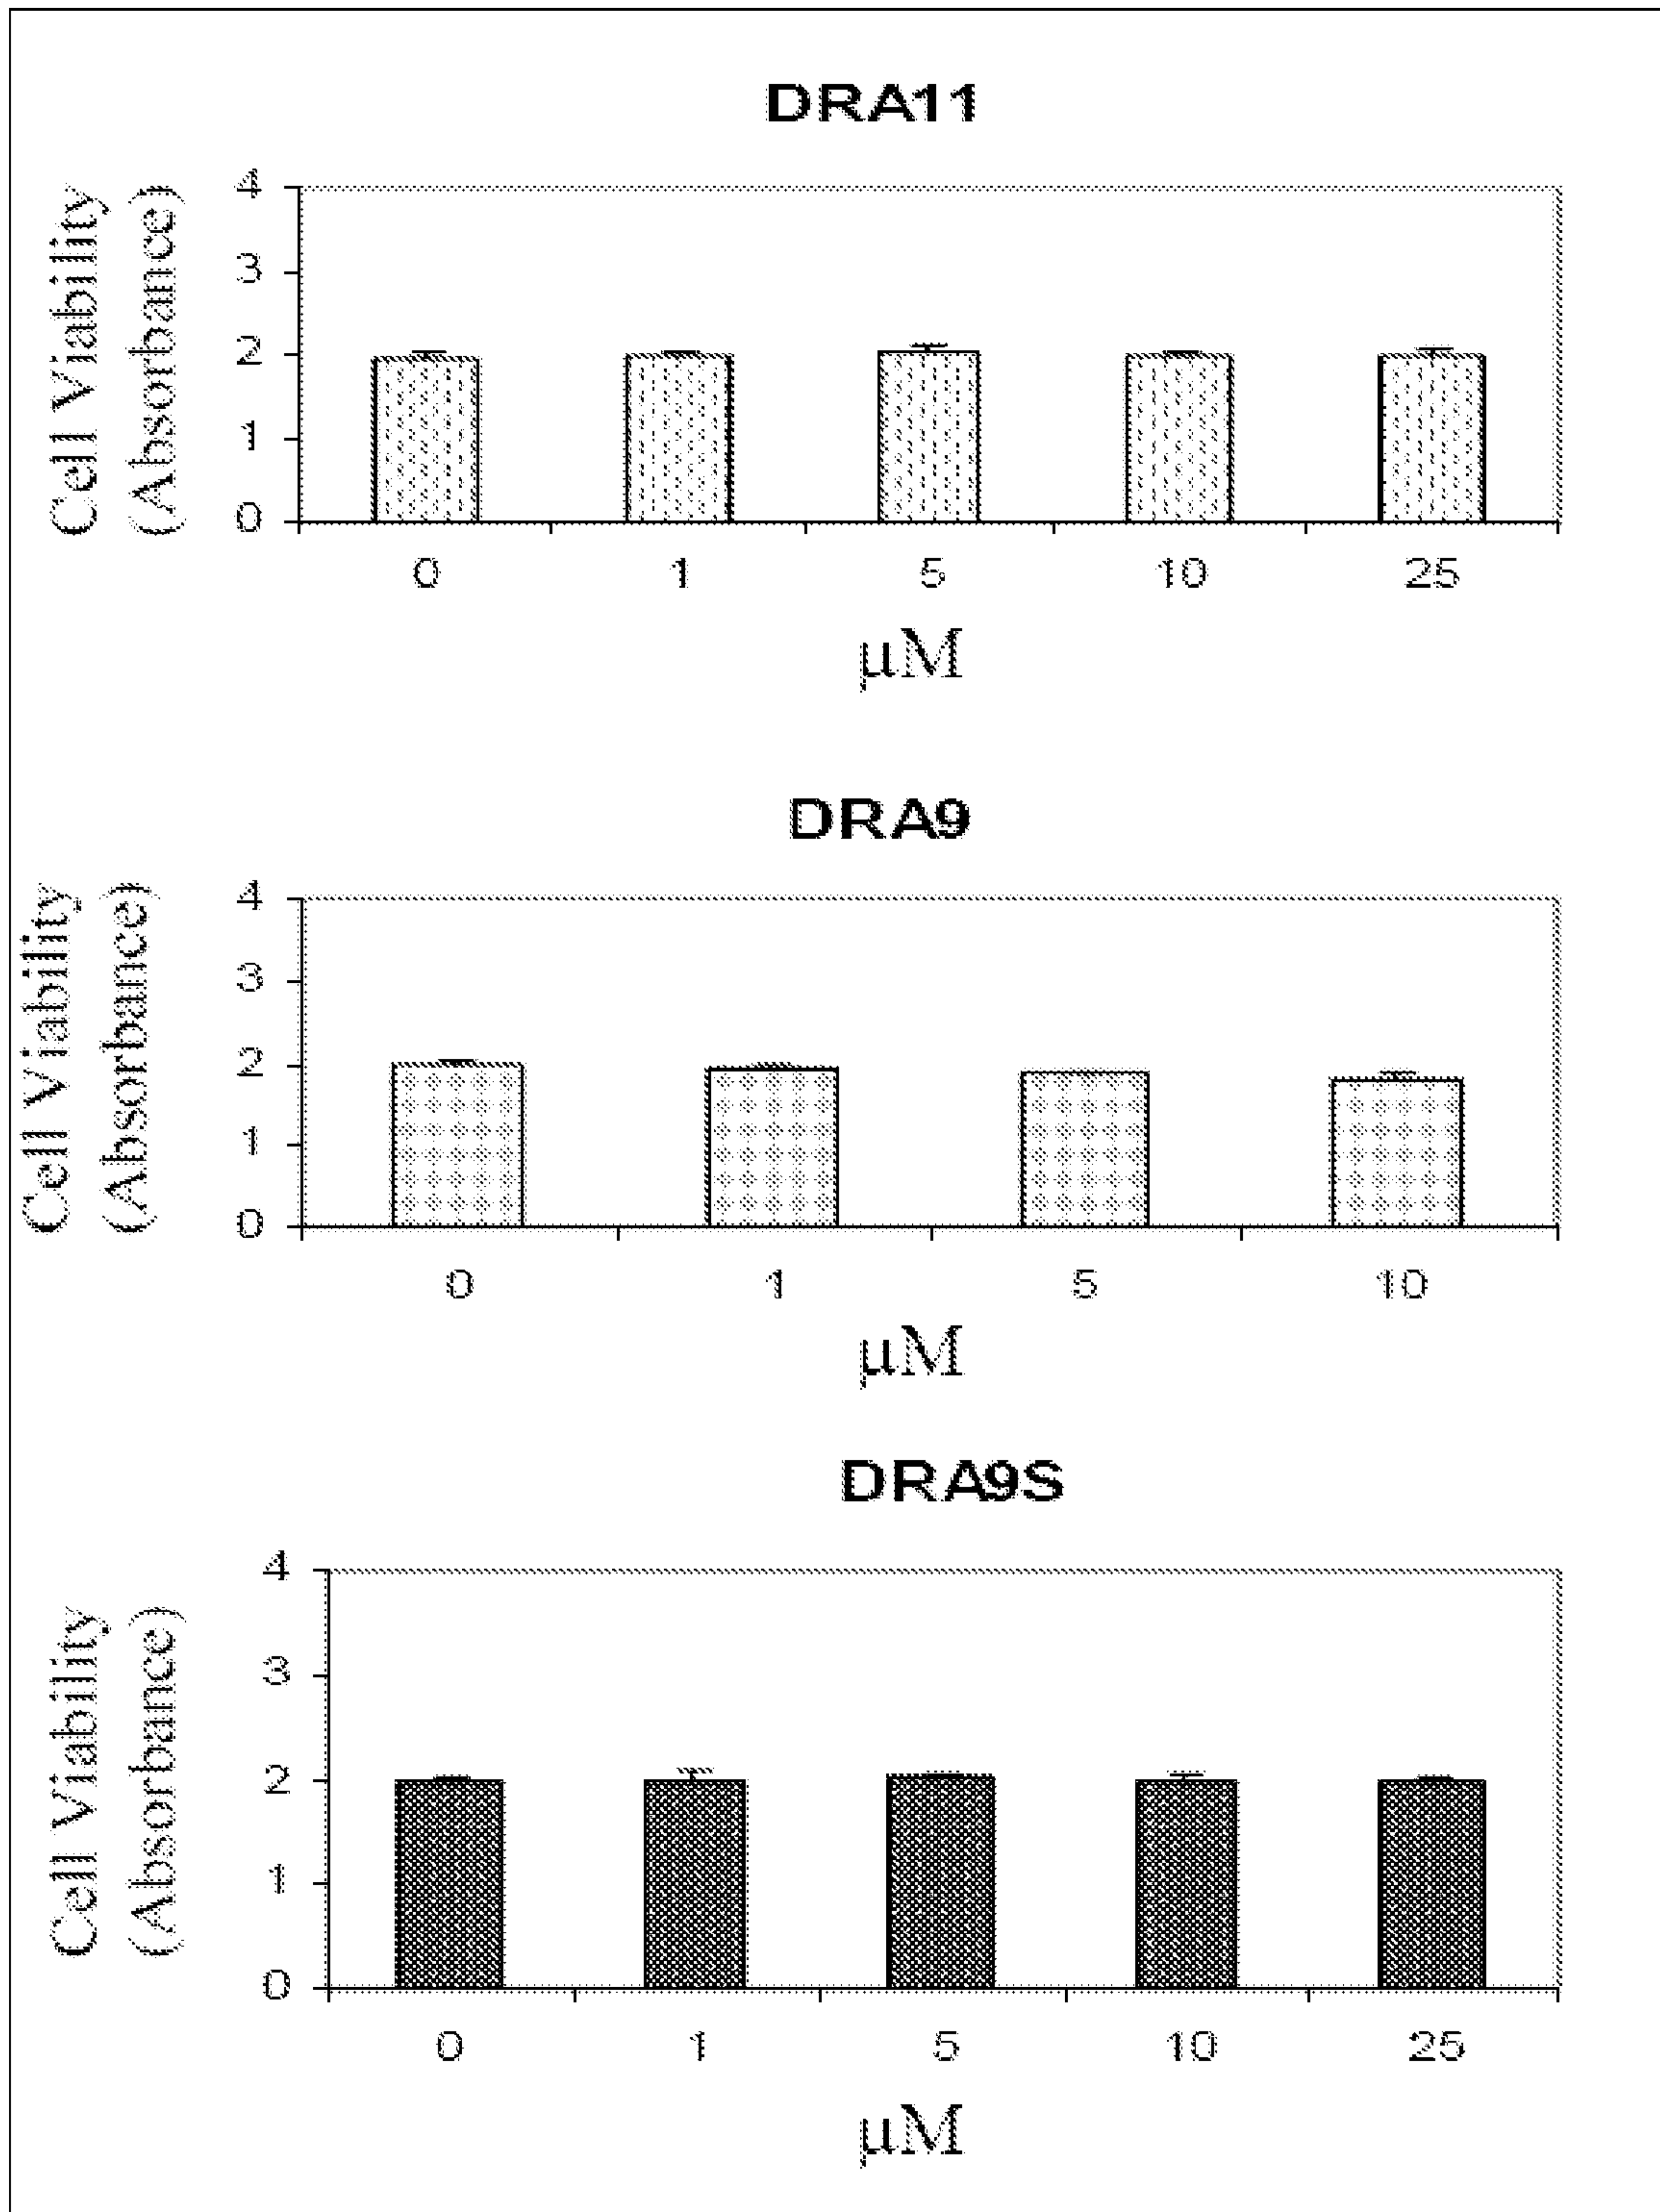 DRA11
Cell Viability
(Absorbance)
4
3
2
1
0
0 1 5 10 25
µM
DRA9
Cell Viability
(Absorbance)
4
3
2
1
0
0 1 5 10
µM
DRA9S
Cell Viability
(Absorbance)
4
3
2
1
0
0 1 5 10 25
µM